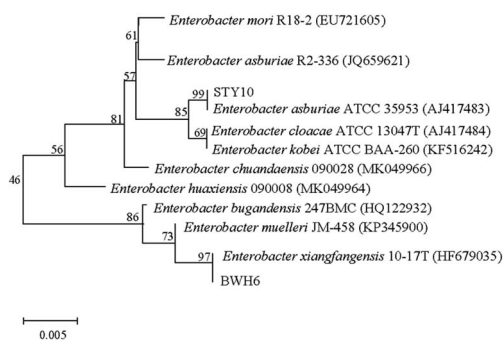 61
Enterobacter mori R18-2 (EU721605)
Enterobacter asburiae R2-336 (JQ659621)
57
99
STY10
85
Enterobacter asburiae ATCC 35953 (AJ417483)
81
69
Enterobacter cloacae ATCC 13047T (AJ417484)
Enterobacter kobei ATCC BAA-260 (KF516242)
56
Enterobacter chuandaensis 090028 (MK049966)
46
Enterobacter huaxiensis 090008 (MK049964)
86
Enterobacter bugandensis 247BMC (HQ122932)
73
Enterobacter muelleri JM-458 (KP345900)
97
Enterobacter xiangfangensis 10-17T (HF679035)
BWH6
0.005